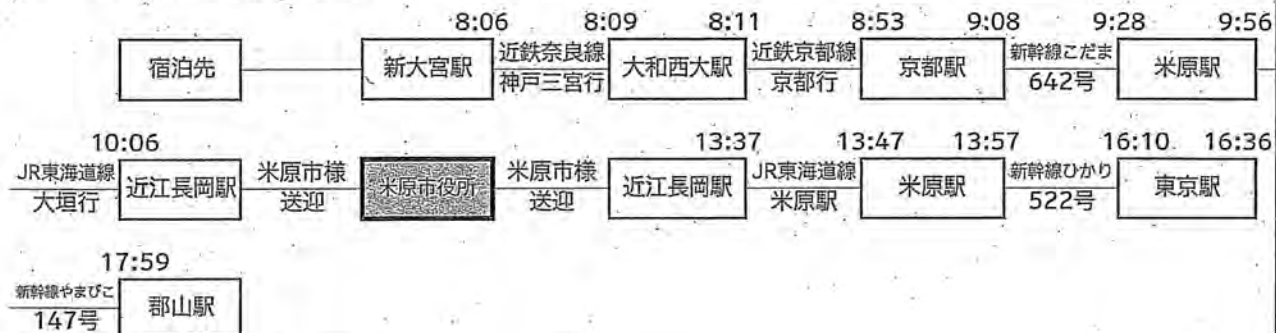 8:06 8:09 8:11 8:53 9:08 9:28 9:56
宿泊先 新大宮駅 近鉄奈良線 大和西大駅 近鉄京都線 京都駅 新幹線こだま 米原駅
神戸三宮行 京都行 642号
10:06 13:37 13:47 13:57 16:10 16:36
JR東海道線 近江長岡駅 米原市様 米原市役所 米原市様 近江長岡駅 JR東海道線 米原駅 新幹線ひかり 東京駅
大垣行 送迎 送迎 米原駅 522号
17:59
新幹線やまびこ 郡山駅
147号